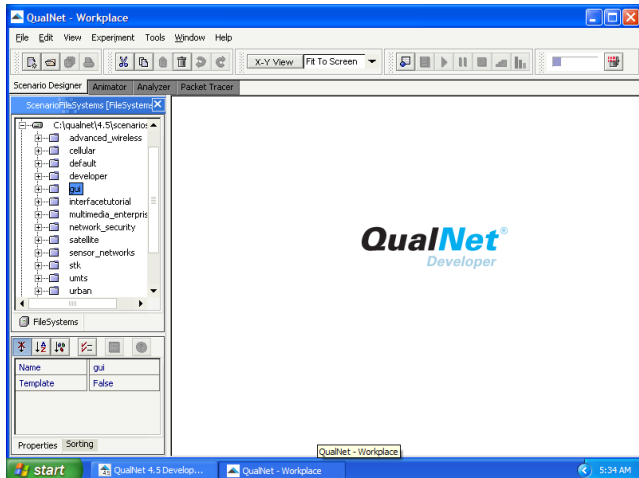 QualNet - Workplace
File Edit View Experiment Tools Window Help
X-Y View Fit To Screen
Scenario Designer Animator Analyzer Packet Tracer
ScenarioFileSystems [FileSystems
C:\qualnet\4.5\scenarios
advanced_wireless
cellular
default
developer
gui
interfacetutorial
multimedia_enterpris
network_security
satellite
sensor_networks
stk
umts
urban
FileSystems
Name gui
Template False
Properties Sorting
QualNet®
Developer
QualNet - Workplace
start QualNet 4.5 Develop... QualNet - Workplace 5:34 AM